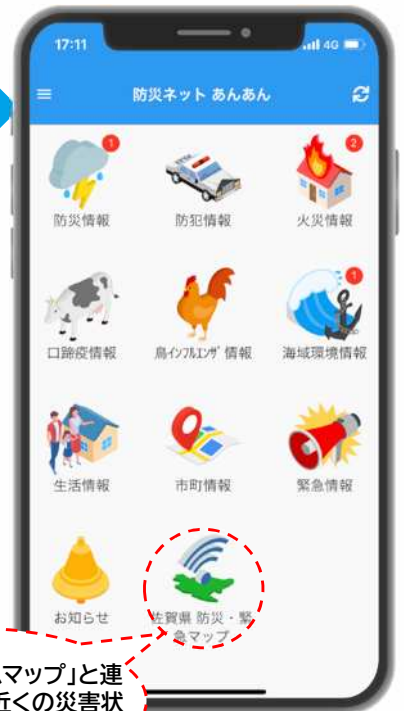 17:11
4G
防災ネット あんあん
1
2
防災情報
防犯情報
火災情報
1
口蹄疫情報
鳥インフルエンザ 情報
海域環境情報
生活情報
市町情報
緊急情報
お知らせ
佐賀県 防災・緊
急マップ
マップ」と連
近くの災害状